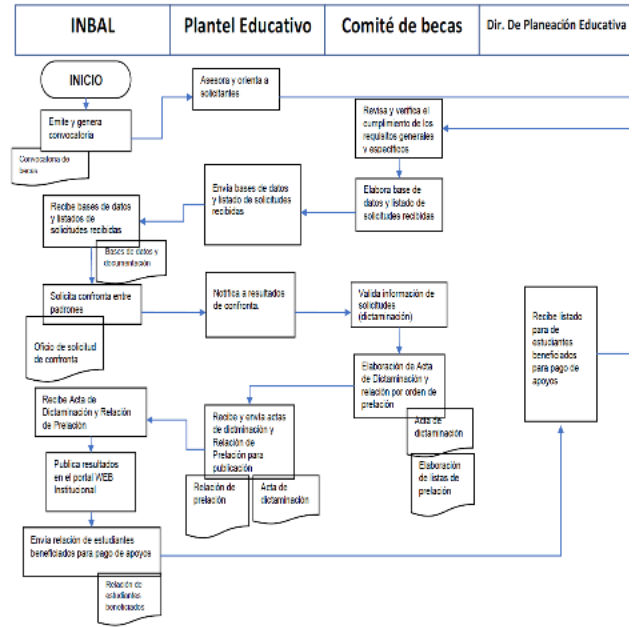 INBAL
Plantel Educativo
Comité de becas
Dir. De Planeación Educativa
INICIO
Emite y genera
convocatoria
Convocatoria de
becas
Asesora y orienta a
solicitantes
Revisa y verifica el
cumplimiento de los
requisitos generales
y específicos
Elabora base de
datos y listado de
solicitudes recibidas
Envía bases de datos
y listado de solicitudes
recibidas
Recibe bases de datos
y listados de
solicitudes recibidas
Bases de datos y
documentación
Solicita confronta entre
padrones
Oficio de solicitud
de confronta
Notifica a resultados
de confronta.
Valida información de
solicitudes
(dictaminación)
Elaboración de Acta
de Dictaminación y
relación por orden de
prelación
Acta de
dictaminación
Elaboración
de listas de
prelación
Recibe y envía actas
de dictminación y
Relación de
Prelación para
publicación
Relación de
prelación
Acta de
dictaminación
Recibe Acta de
Dictaminación y Relación
de Prelación
Publica resultados
en el portal WEB
Institucional
Envía relación de estudiantes
beneficiados para pago de apoyos
Relación de
estudiantes
beneficiados
Recibe listado
para de
estudiantes
beneficiados
para pago de
apoyos